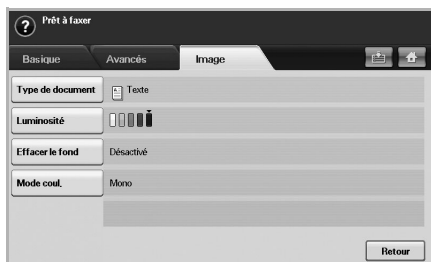 Prêt à faxer
Basique Avancés Image
Type de document Texte
Luminosité
Effacer le fond Désactivé
Mode coul. Mono
Retour